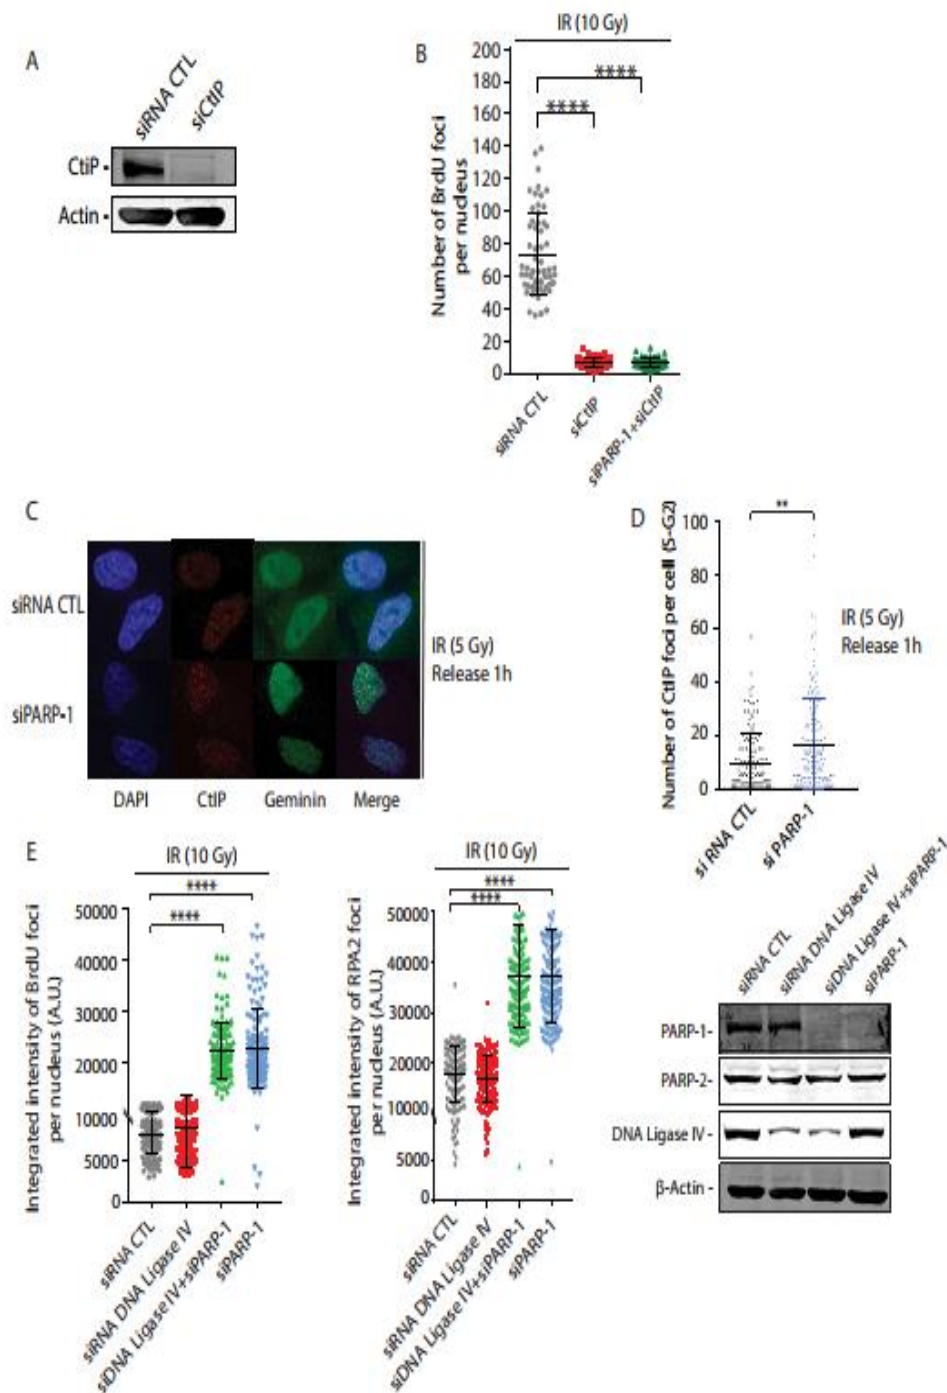 A
siRNA CTL
siCtIP
CtiP -
Actin -
B
IR (10 Gy)
Number of BrdU foci
per nucleus
200
180
160
140
120
100
80
60
40
20
0
****
****
siRNA CTL
siCtIP
siPARP-1+siCtIP
C
siRNA CTL
siPARP-1
IR (5 Gy)
Release 1h
DAPI
CtIP
Geminin
Merge
D
Number of CtIP foci per cell (S-G2)
100
80
60
40
20
0
**
IR (5 Gy)
Release 1h
si RNA CTL
si PARP-1
E
IR (10 Gy)
****
****
Integrated intensity of BrdU foci
per nucleus (A.U.)
50000
40000
30000
20000
10000
5000
0
siRNA CTL
siRNA DNA Ligase IV
siDNA Ligase IV+siPARP-1
siPARP-1
IR (10 Gy)
****
****
Integrated intensity of RPA2 foci
per nucleus (A.U.)
50000
40000
30000
20000
10000
5000
0
siRNA CTL
siRNA DNA Ligase IV
siDNA Ligase IV+siPARP-1
siPARP-1
siRNA CTL
siRNA DNA Ligase IV
siDNA Ligase IV+siPARP-1
siPARP-1
PARP-1-
PARP-2-
DNA Ligase IV -
β-Actin -